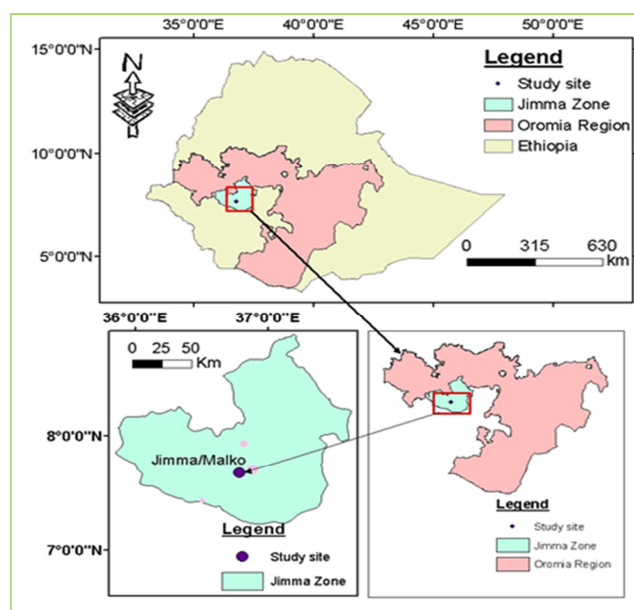 35°0'0"E 40°0'0"E 45°0'0"E 50°0'0"E
15°0'0"N
10°0'0"N
5°0'0"N
N
Legend
Study site
Jimma Zone
Oromia Region
Ethiopia
0 315 630
km
36°0'0"E 37°0'0"E
0 25 50
Km
8°0'0"N
7°0'0"N
Jimma/Malko
Legend
Study site
Jimma Zone
Legend
Study site
Jimma Zone
Oromia Region